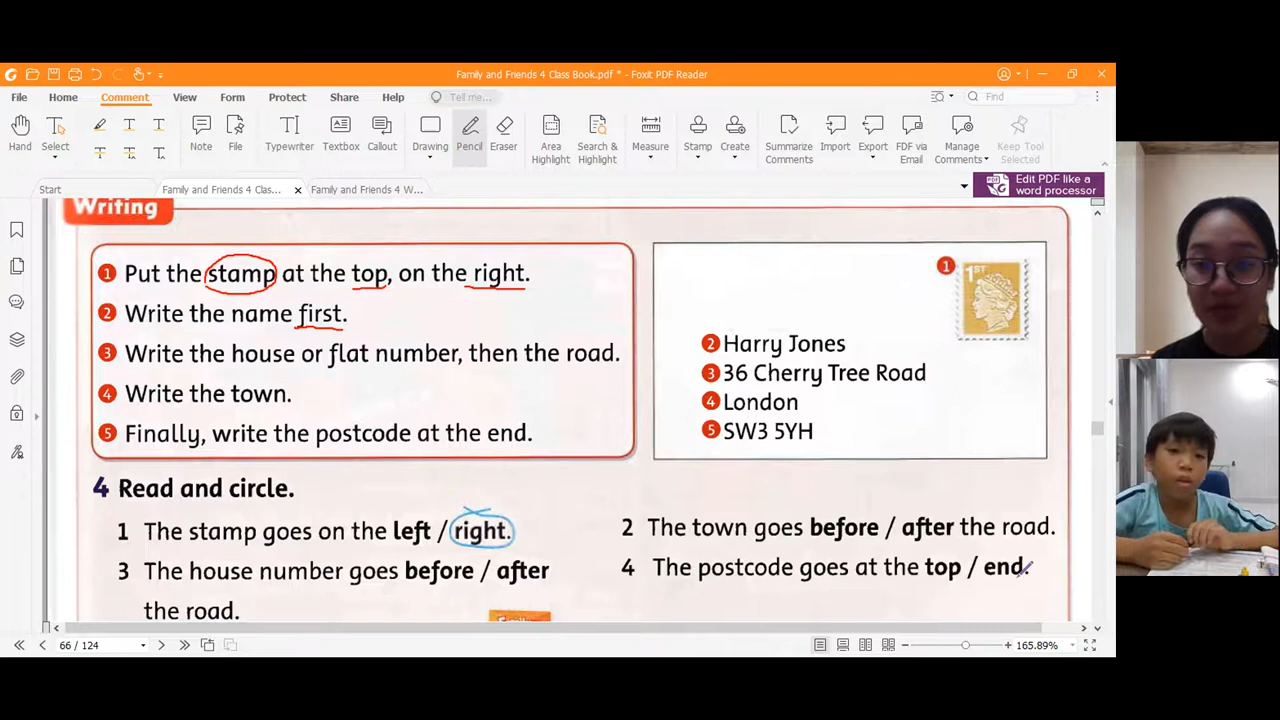 Family and Friends 4 Class Book.pdf * - Foxit PDF Reader
File Home Comment View Form Protect Share Help Tell me... Find
Hand Select Note File Typewriter Textbox Callout Drawing Pencil Eraser Area Highlight Search & Highlight Measure Stamp Create Summarize Comments Import Export PDF via Email Manage Comments Keep Tool Selected
Start Family and Friends 4 Clas... Family and Friends 4 W... Edit PDF like a word processor
Writing
1 Put the stamp at the top, on the right.
2 Write the name first.
3 Write the house or flat number, then the road.
4 Write the town.
5 Finally, write the postcode at the end.
1 1ST
2 Harry Jones
3 36 Cherry Tree Road
4 London
5 SW3 5YH
4 Read and circle.
1 The stamp goes on the left / right.
2 The town goes before / after the road.
3 The house number goes before / after
the road.
4 The postcode goes at the top / end.
66 / 124
165.89%